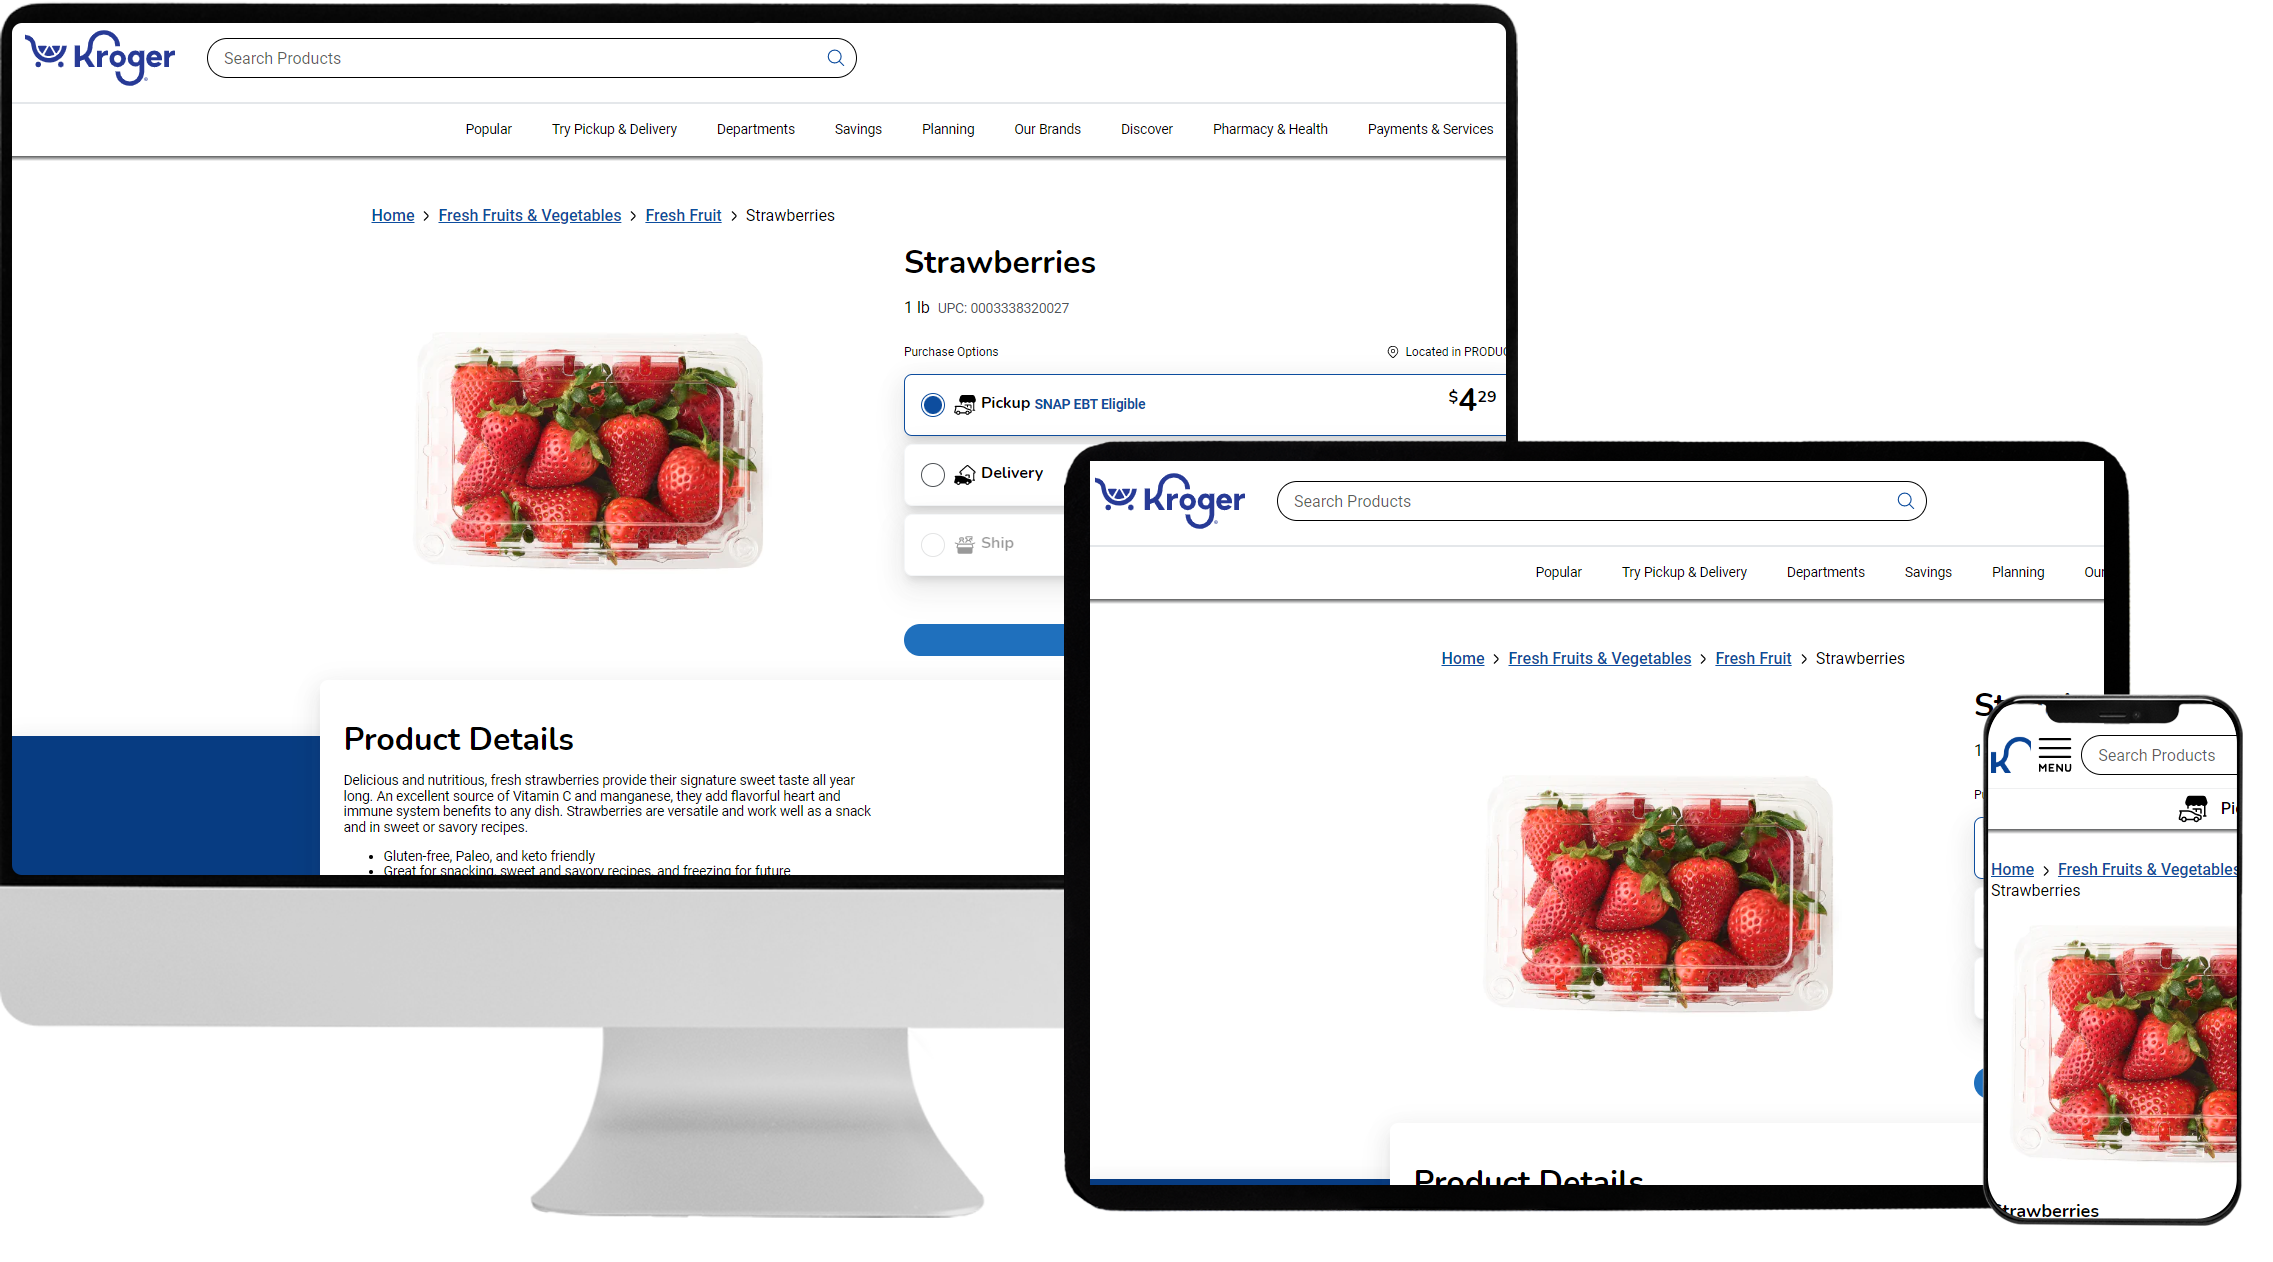 Kroger
Search Products
Popular Try Pickup & Delivery Departments Savings Planning Our Brands Discover Pharmacy & Health Payments & Services
Home > Fresh Fruits & Vegetables > Fresh Fruit > Strawberries
Strawberries
1 lb UPC: 0003338320027
Purchase Options Located in PRODUC
Pickup SNAP EBT Eligible $4 29
Delivery
Ship
Product Details
Delicious and nutritious, fresh strawberries provide their signature sweet taste all year
long. An excellent source of Vitamin C and manganese, they add flavorful heart and
immune system benefits to any dish. Strawberries are versatile and work well as a snack
and in sweet or savory recipes.
• Gluten-free, Paleo, and keto friendly
• Great for snacking, sweet and savory recipes, and freezing for future
Kroger
Search Products
Popular Try Pickup & Delivery Departments Savings Planning Our
Home > Fresh Fruits & Vegetables > Fresh Fruit > Strawberries
Product Details
K
MENU
Search Products
Home > Fresh Fruits & Vegetables
Strawberries
Strawberries